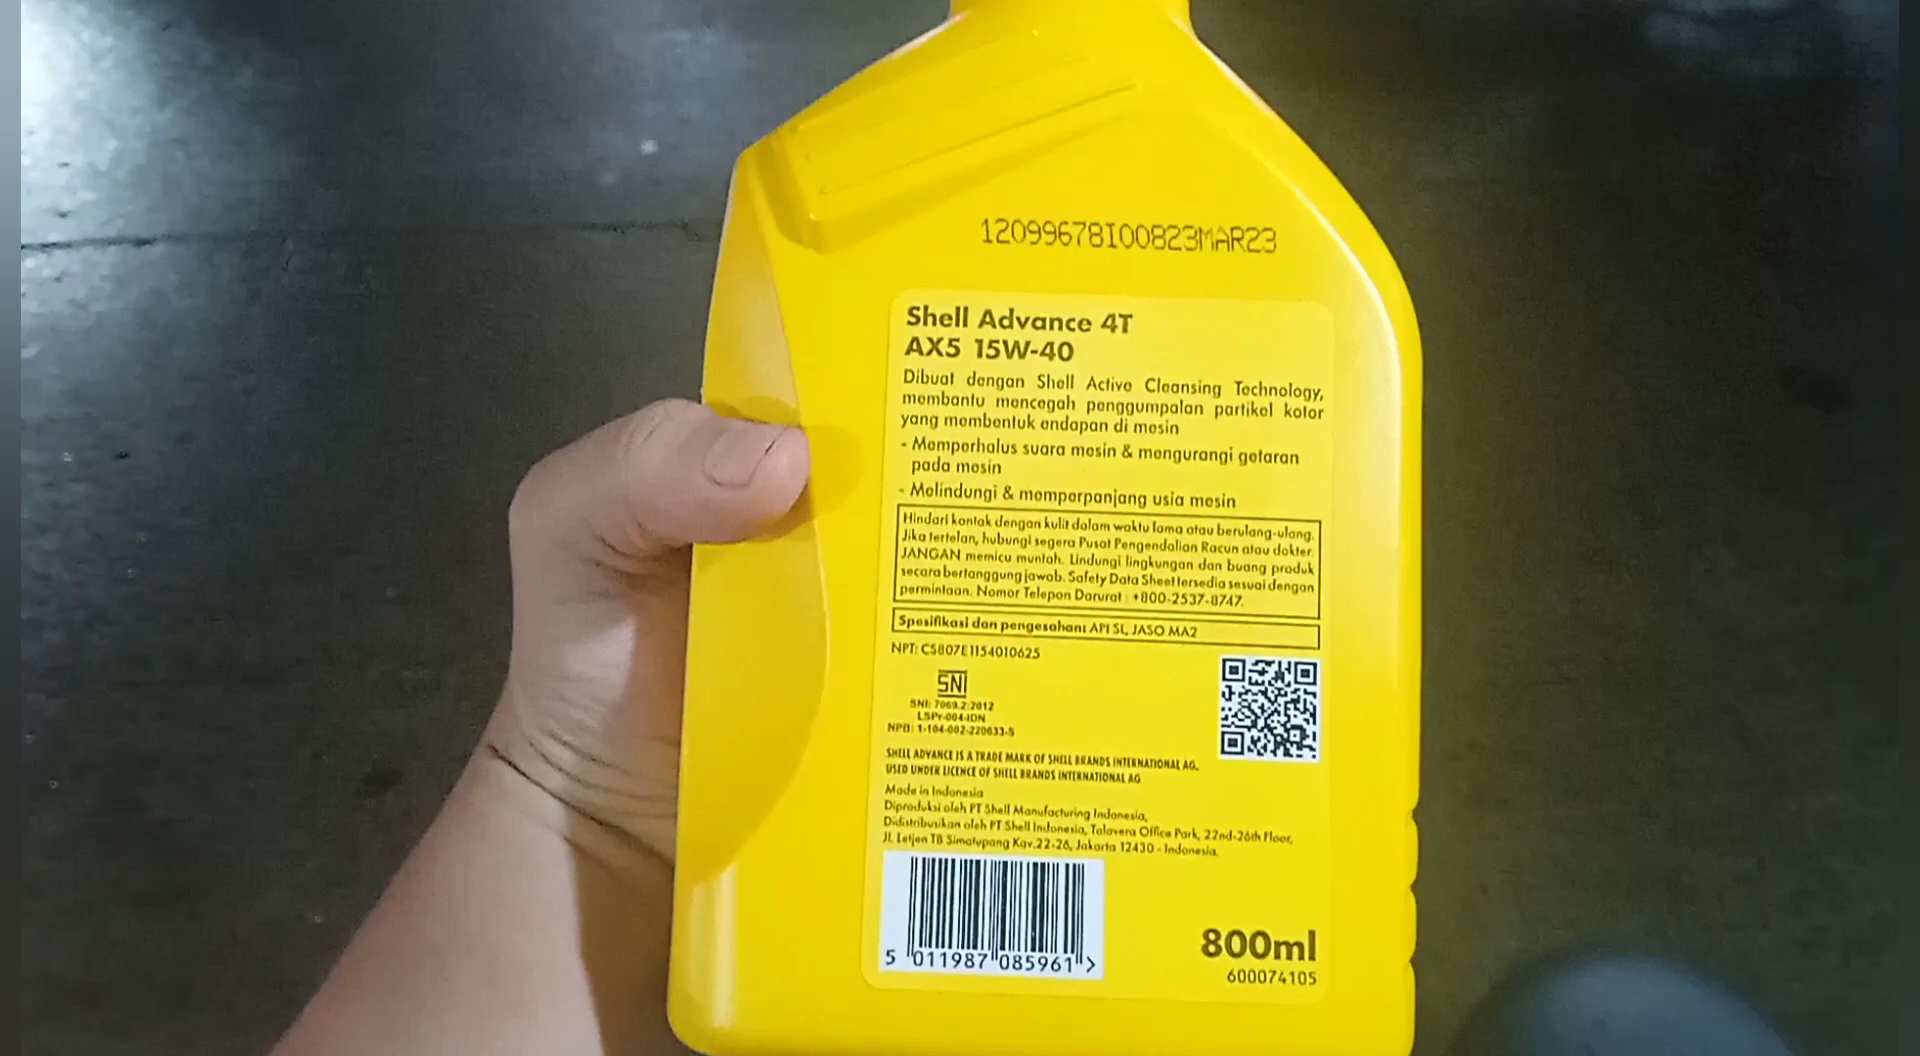 12099678I00823MAR23
Shell Advance 4T
AX5 15W-40
Dibuat dengan Shell Active Cleansing Technology,
membantu mencegah penggumpalan partikel kotor
yang membentuk endapan di mesin
- Memperhalus suara mesin & mengurangi getaran
pada mesin
- Melindungi & memperpanjang usia mesin
Hindari kontak dengan kulit dalam waktu lama atau berulang-ulang.
Jika tertelan, hubungi segera Pusat Pengendalian Racun atau dokter.
JANGAN memicu muntah. Lindungi lingkungan dan buang produk
secara bertanggung jawab. Safety Data Sheet tersedia sesuai dengan
permintaan. Nomor Telepon Darurat : +800-2537-8747.
Spesifikasi dan pengesahan: API SL, JASO MA2
NPT: CS807E1154010625
SNI
SNI: 7069.2:2012
LSPr-004-IDN
NPB: 1-104-002-220633-5
SHELL ADVANCE IS A TRADE MARK OF SHELL BRANDS INTERNATIONAL AG.
USED UNDER LICENCE OF SHELL BRANDS INTERNATIONAL AG
Made in Indonesia
Diproduksi oleh PT Shell Manufacturing Indonesia,
Didistribusikan oleh PT Shell Indonesia, Talavera Office Park, 22nd-26th Floor,
Jl. Letjen TB Simatupang Kav.22-26, Jakarta 12430 - Indonesia.
5 011987 085961 >
800ml
600074105